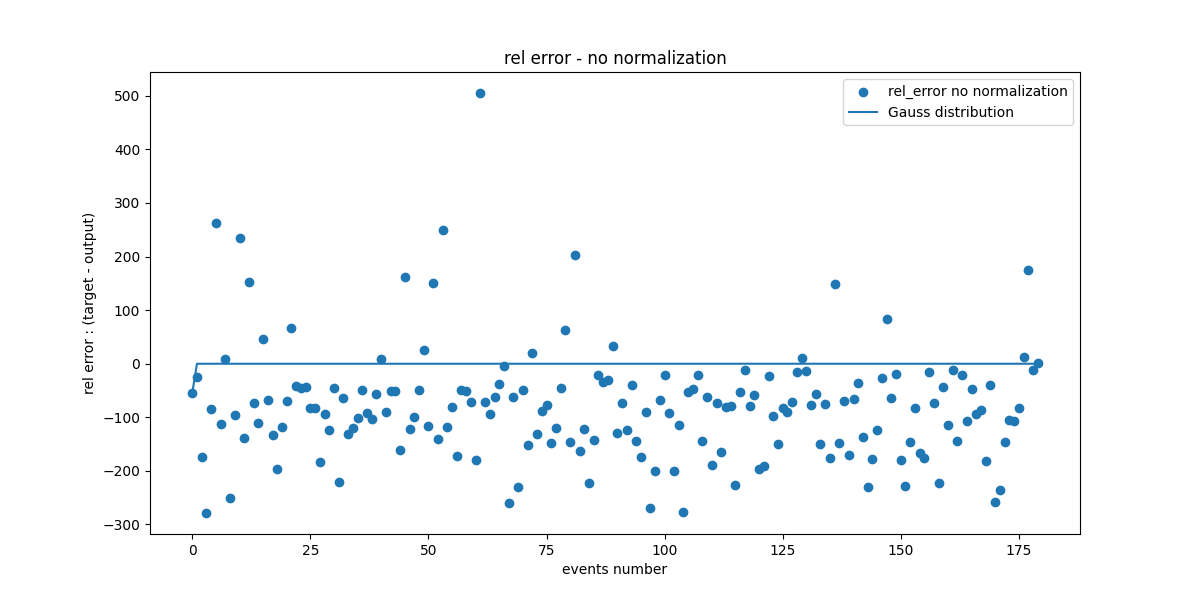 rel error - no normalization
rel_error no normalization
Gauss distribution
rel error : (target - output)
500
400
300
200
100
0
−100
−200
−300
0 25 50 75 100 125 150 175
events number